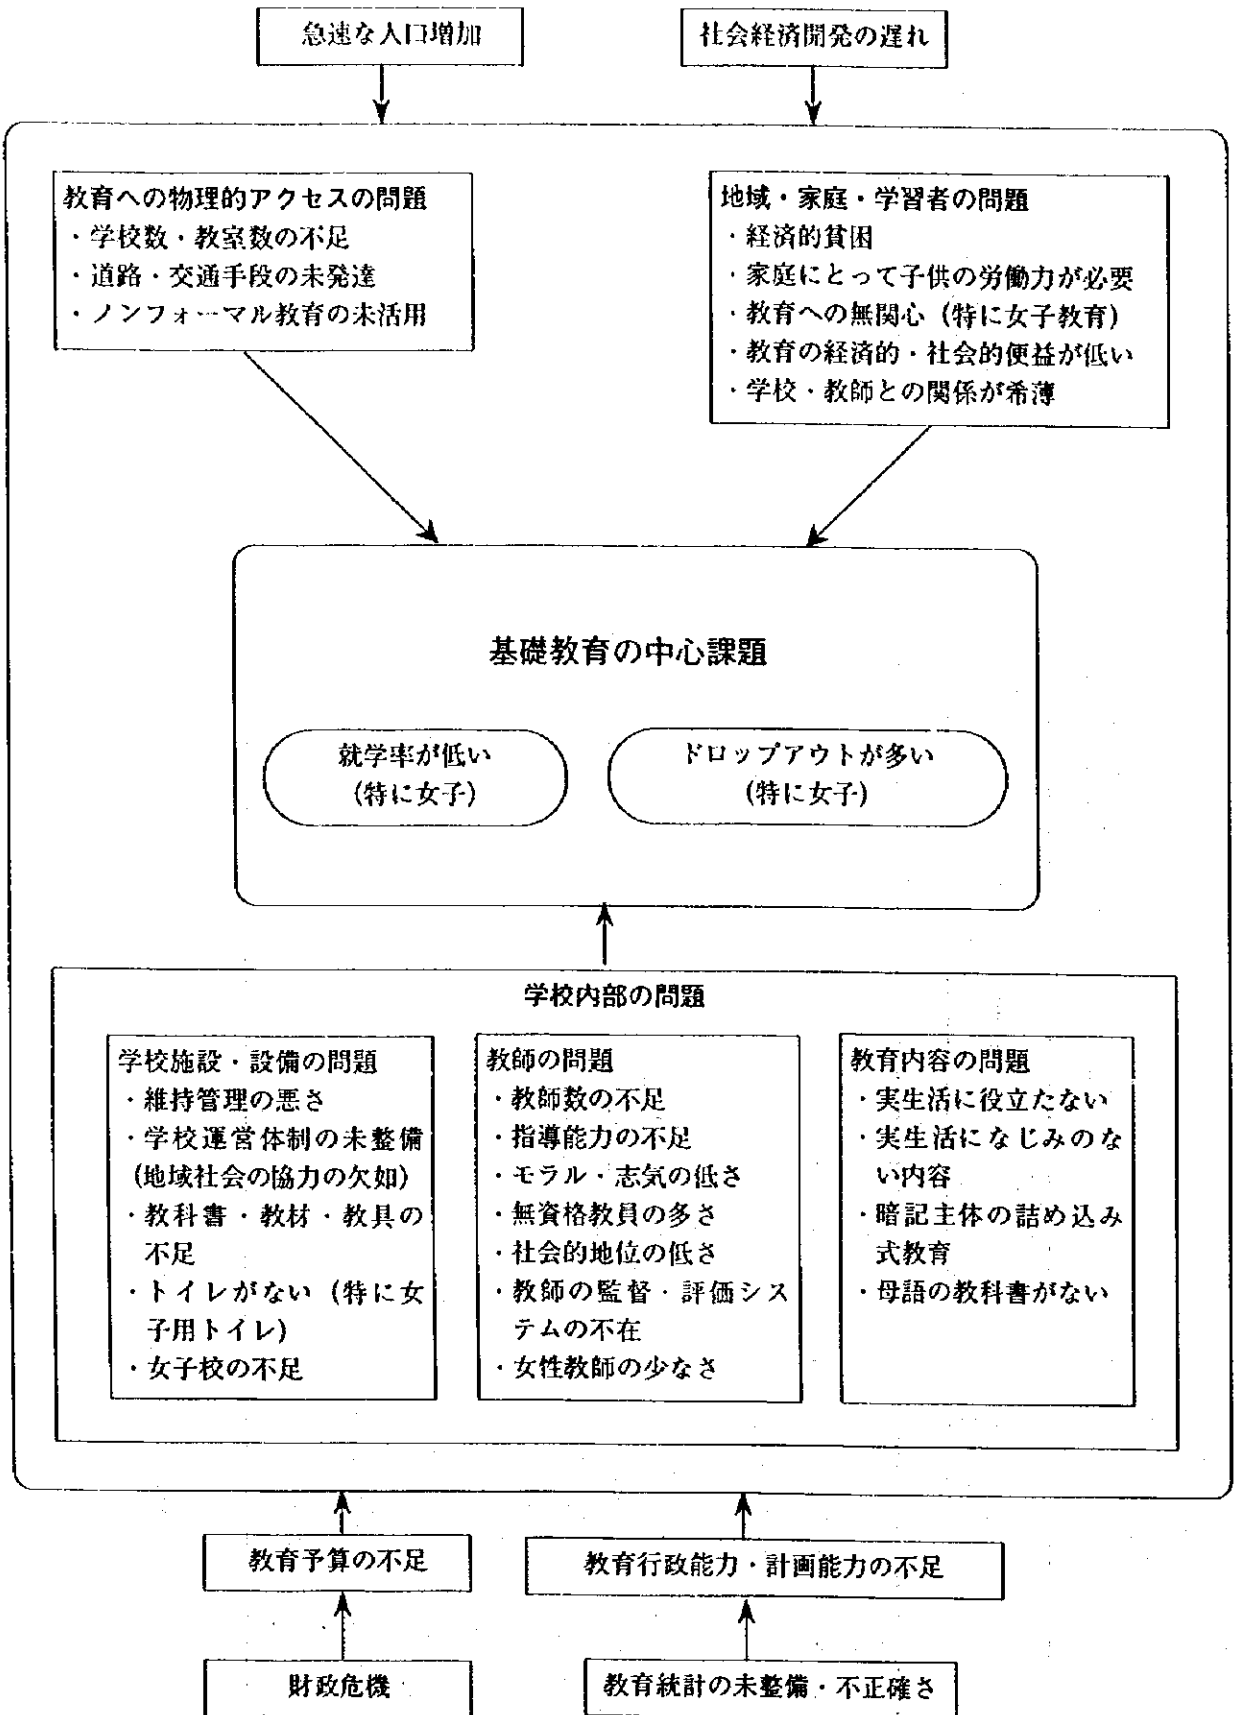 急速な人口増加
社会経済開発の遅れ
教育への物理的アクセスの問題
・学校数・教室数の不足
・道路・交通手段の未発達
・ノンフォーマル教育の未活用
地域・家庭・学習者の問題
・経済的貧困
・家庭にとって子供の労働力が必要
・教育への無関心（特に女子教育）
・教育の経済的・社会的便益が低い
・学校・教師との関係が希薄
基礎教育の中心課題
就学率が低い
（特に女子）
ドロップアウトが多い
（特に女子）
学校内部の問題
学校施設・設備の問題
・維持管理の悪さ
・学校運営体制の未整備
（地域社会の協力の欠如）
・教科書・教材・教具の
不足
・トイレがない（特に女
子用トイレ）
・女子校の不足
教師の問題
・教師数の不足
・指導能力の不足
・モラル・志気の低さ
・無資格教員の多さ
・社会的地位の低さ
・教師の監督・評価シス
テムの不在
・女性教師の少なさ
教育内容の問題
・実生活に役立たない
・実生活になじみのな
い内容
・暗記主体の詰め込み
式教育
・母語の教科書がない
教育予算の不足
教育行政能力・計画能力の不足
財政危機
教育統計の未整備・不正確さ